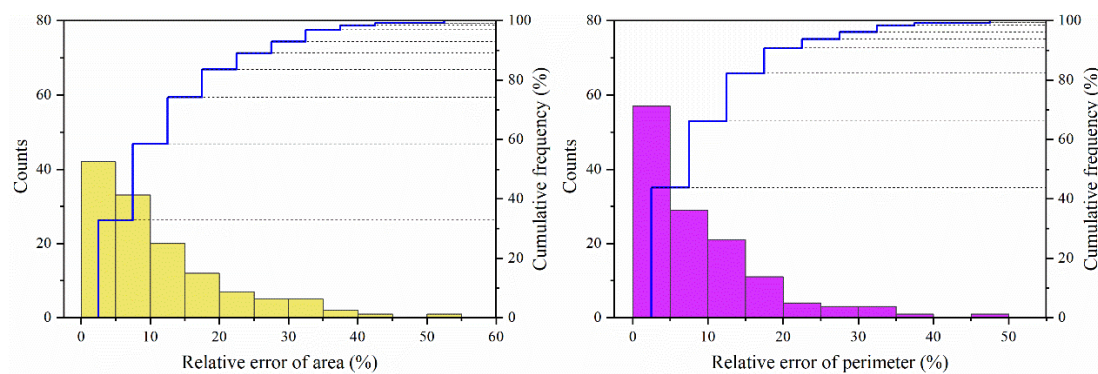 80
60
40
20
0
Counts
100
80
60
40
20
0
Cumulative frequency (%)
0 10 20 30 40 50 60
Relative error of area (%)
80
60
40
20
0
Counts
100
80
60
40
20
0
Cumulative frequency (%)
0 10 20 30 40 50
Relative error of perimeter (%)